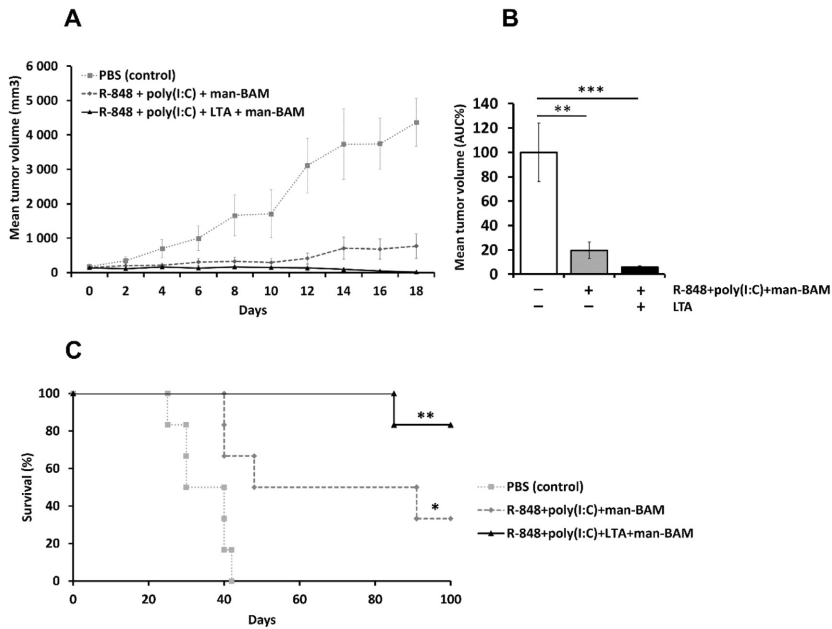 A
Mean tumor volume (mm3)
6 000
5 000
4 000
3 000
2 000
1 000
0
PBS (control)
R-848 + poly(I:C) + man-BAM
R-848 + poly(I:C) + LTA + man-BAM
0 2 4 6 8 10 12 14 16 18
Days
B
Mean tumor volume (AUC%)
140
120
100
80
60
40
20
0
***
**
− + + R-848+poly(I:C)+man-BAM
− − + LTA
C
Survival (%)
100
80
60
40
20
0
**
*
0 20 40 60 80 100
Days
PBS (control)
R-848+poly(I:C)+man-BAM
R-848+poly(I:C)+LTA+man-BAM